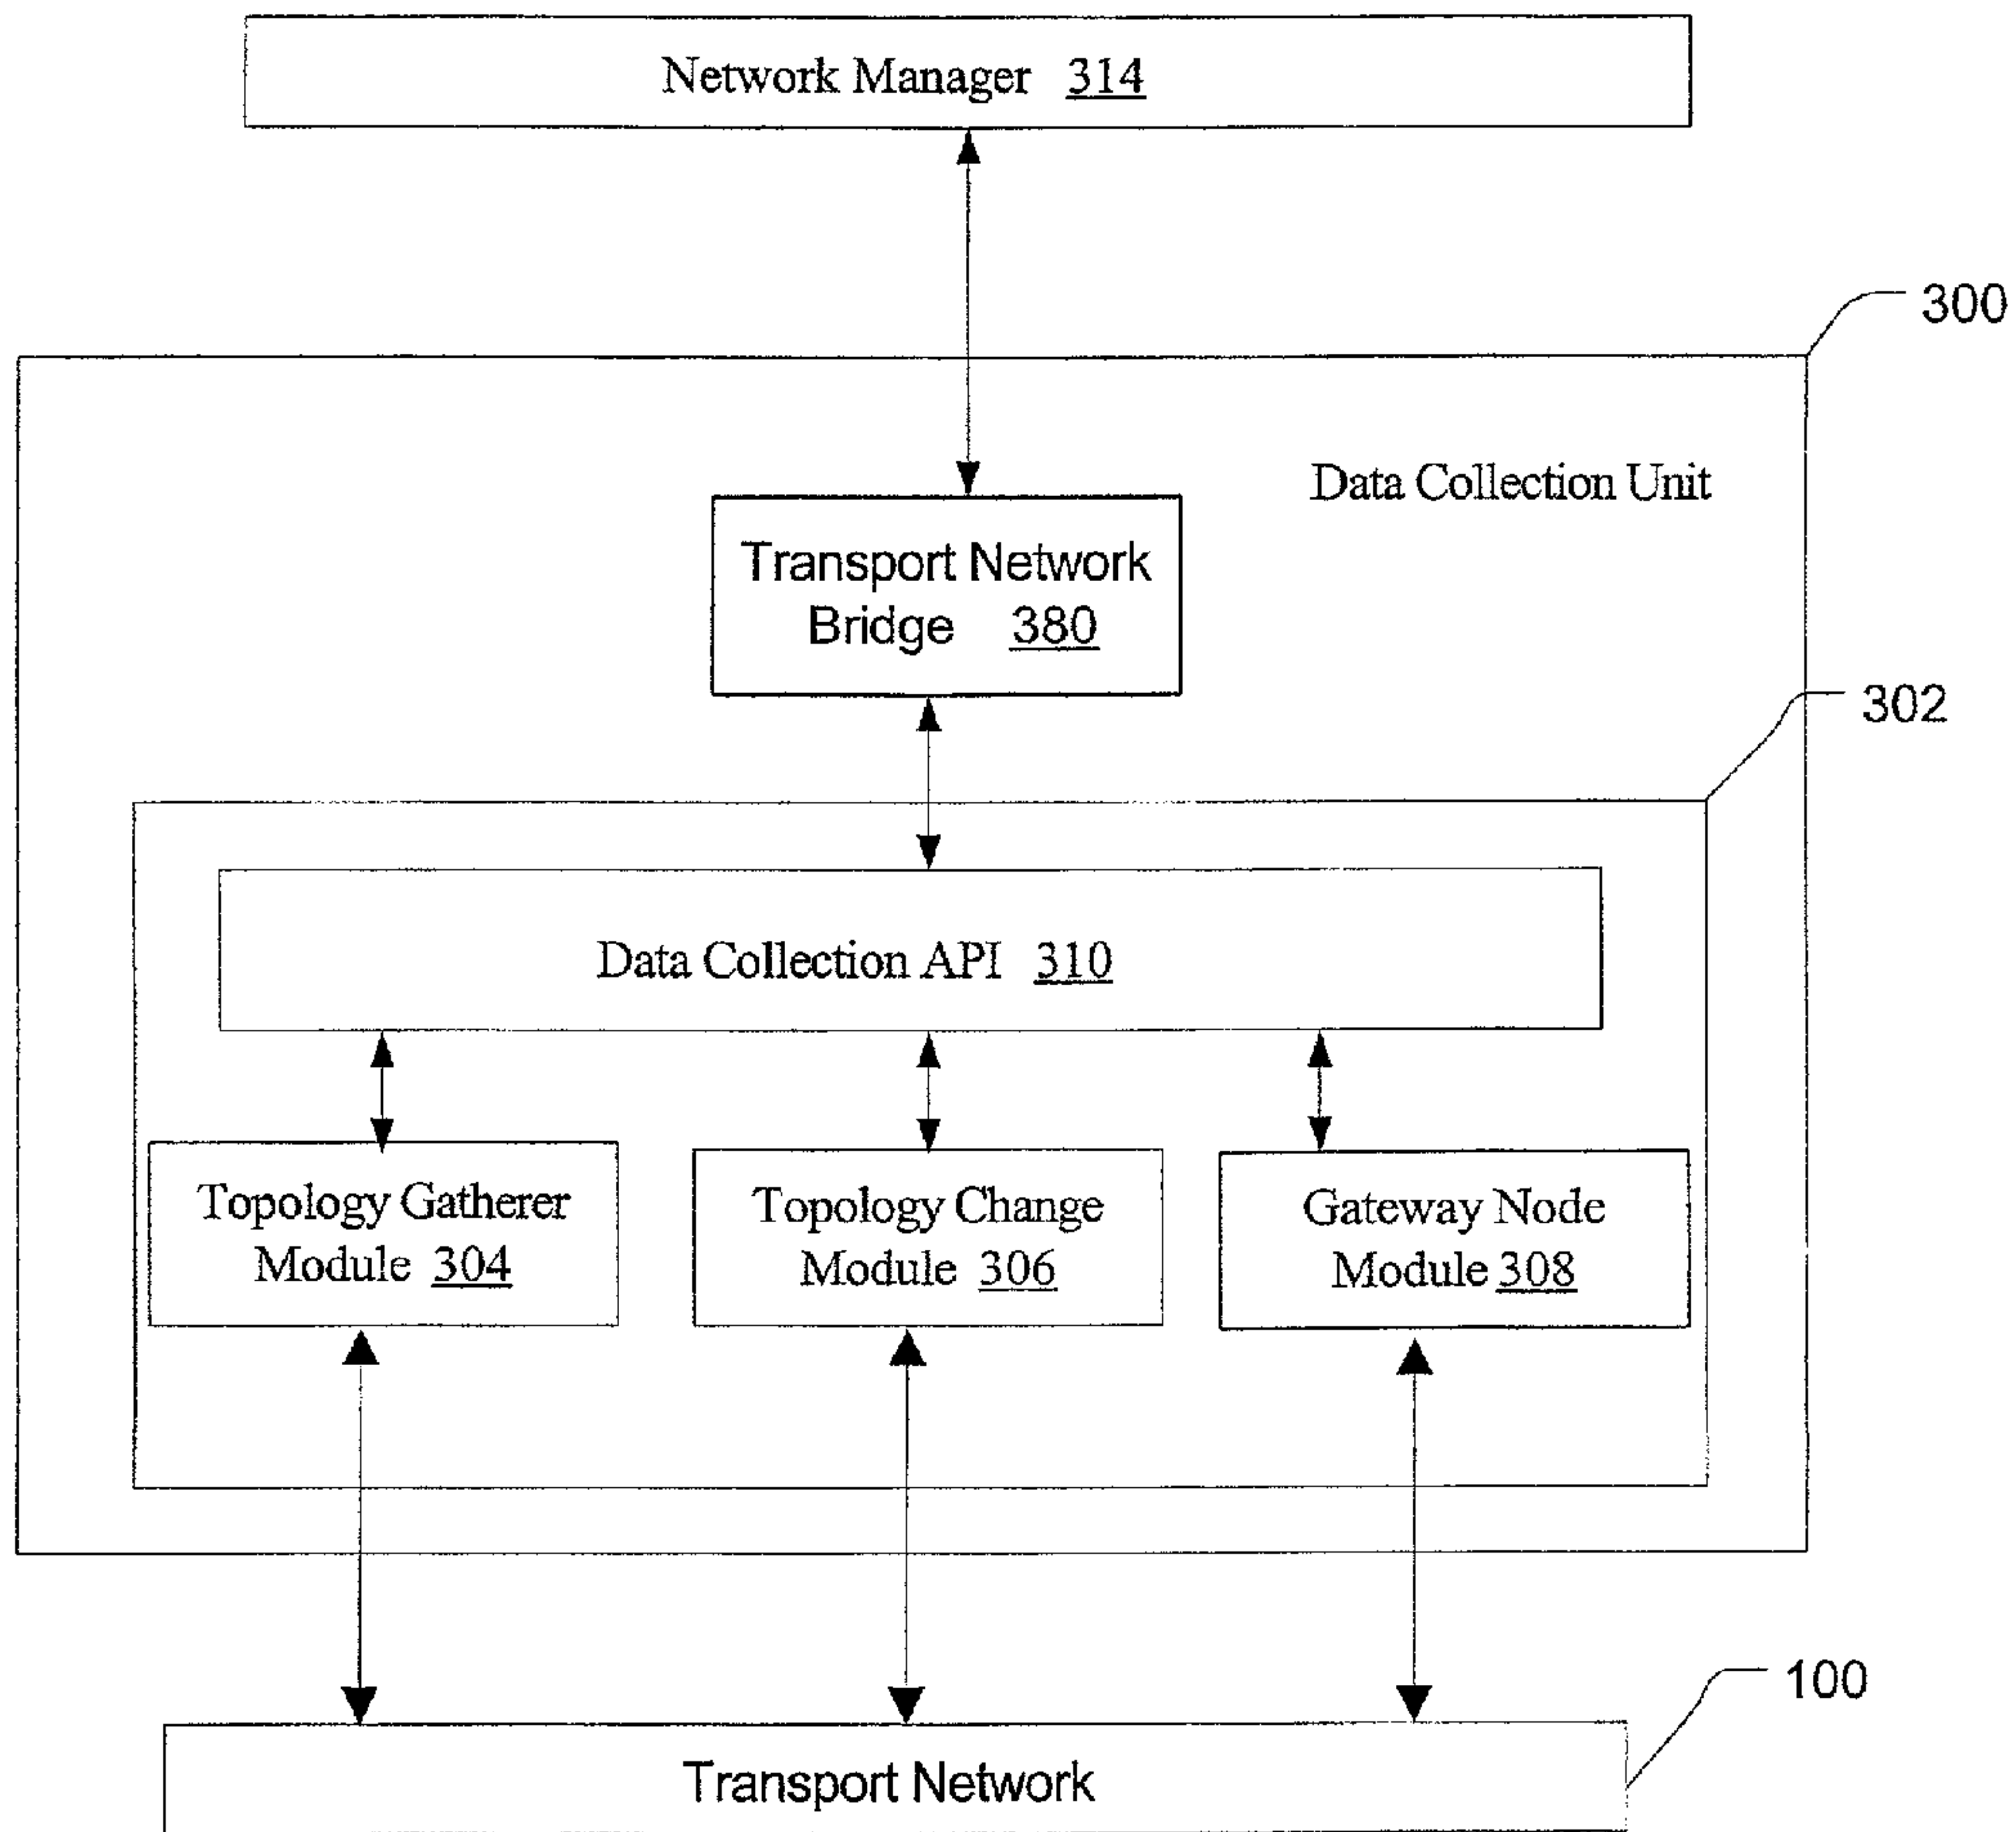 Network Manager 314
300
Data Collection Unit
Transport Network
Bridge 380
302
Data Collection API 310
Topology Gatherer
Module 304
Topology Change
Module 306
Gateway Node
Module 308
100
Transport Network